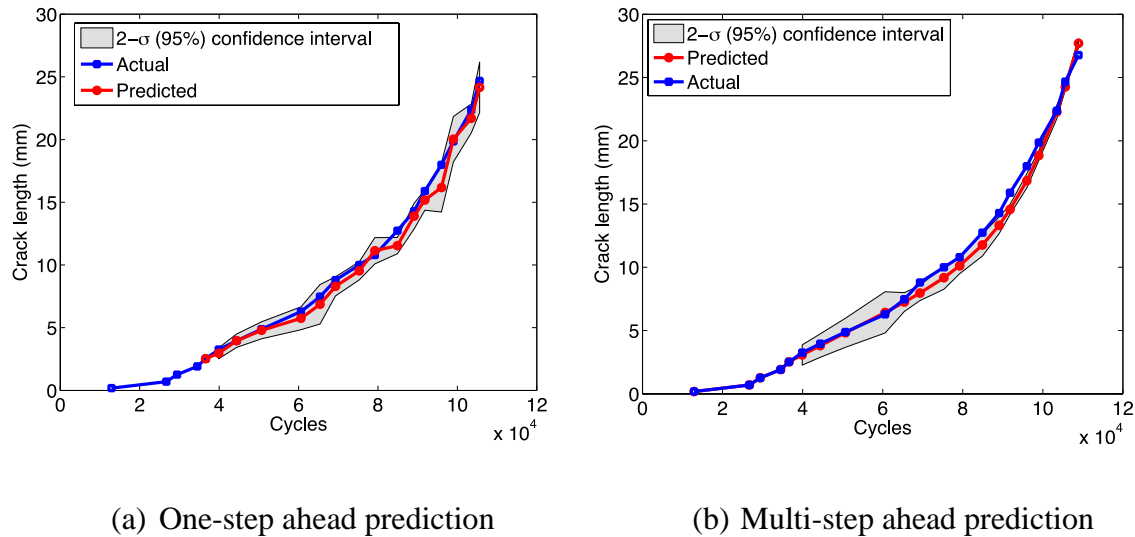 30
25
20
15
10
5
0
Crack length (mm)
2−σ (95%) confidence interval
Actual
Predicted
0 2 4 6 8 10 12
x 10^4
Cycles
(a) One-step ahead prediction
30
25
20
15
10
5
0
Crack length (mm)
2−σ (95%) confidence interval
Predicted
Actual
0 2 4 6 8 10 12
x 10^4
Cycles
(b) Multi-step ahead prediction